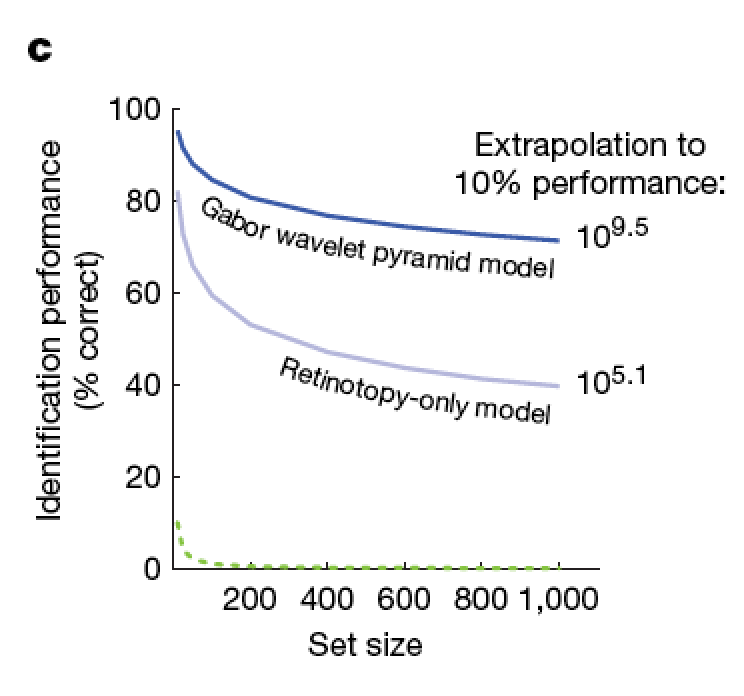 c
100
80
60
40
20
0
Identification performance
(% correct)
Extrapolation to
10% performance:
10^9.5
Gabor wavelet pyramid model
10^5.1
Retinotopy-only model
200 400 600 800 1,000
Set size